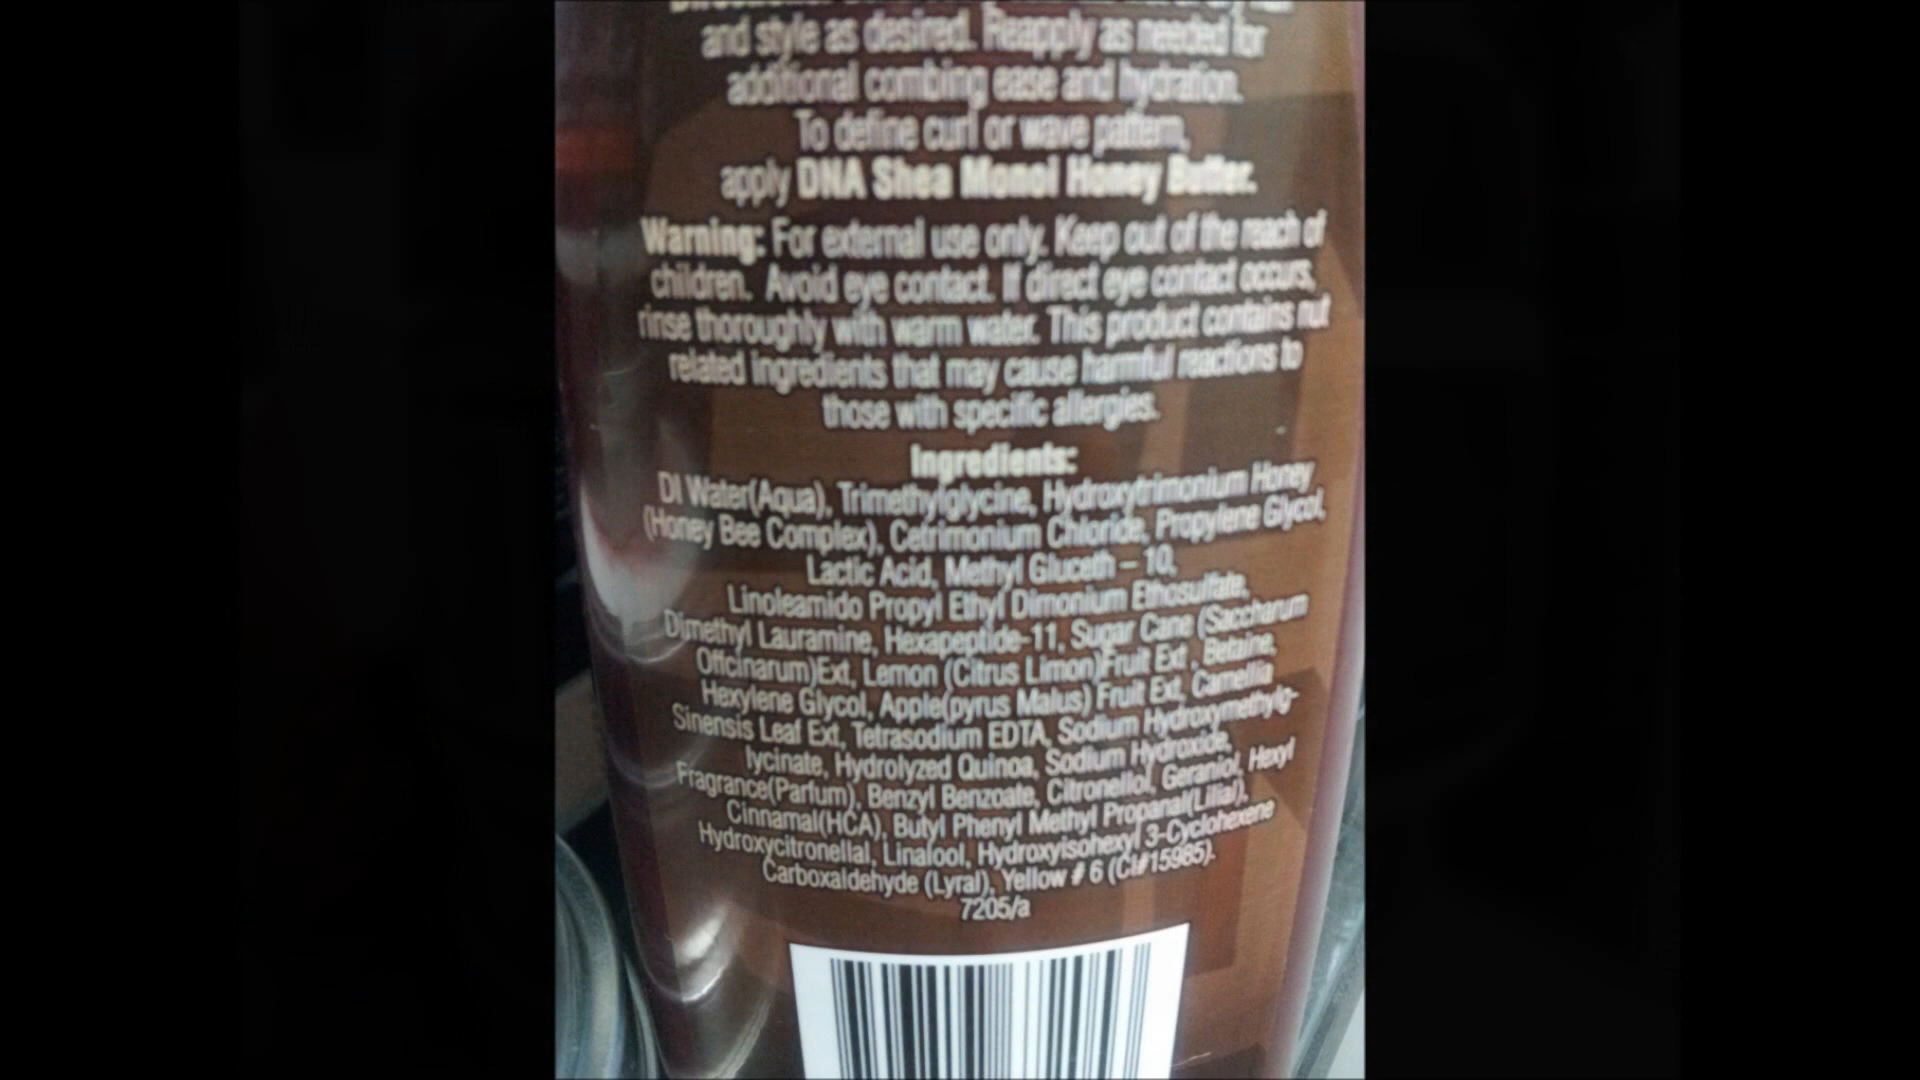 and style as desired. Reapply as needed for
additional combing ease and hydration.
To define curl or wave pattern,
apply DNA Shea Monoi Honey Butter.
Warning: For external use only. Keep out of the reach of
children. Avoid eye contact. If direct eye contact occurs,
rinse thoroughly with warm water. This product contains nut
related ingredients that may cause harmful reactions to
those with specific allergies.
Ingredients:
DI Water(Aqua), Trimethylglycine, Hydroxytrimonium Honey
(Honey Bee Complex), Cetrimonium Chloride, Propylene Glycol,
Lactic Acid, Methyl Gluceth – 10,
Linoleamido Propyl Ethyl Dimonium Ethosulfate,
Dimethyl Lauramine, Hexapeptide-11, Sugar Cane (Saccharum
Offcinarum)Ext, Lemon (Citrus Limon)Fruit Ext , Betaine,
Hexylene Glycol, Apple(pyrus Malus) Fruit Ext, Camellia
Sinensis Leaf Ext, Tetrasodium EDTA, Sodium Hydroxymethylg-
lycinate, Hydrolyzed Quinoa, Sodium Hydroxide,
Fragrance(Parfum), Benzyl Benzoate, Citronellol, Geraniol, Hexyl
Cinnamal(HCA), Butyl Phenyl Methyl Propanal(Lilial),
Hydroxycitronellal, Linalool, Hydroxyisohexyl 3-Cyclohexene
Carboxaldehyde (Lyral), Yellow # 6 (CI#15985).
7205/a